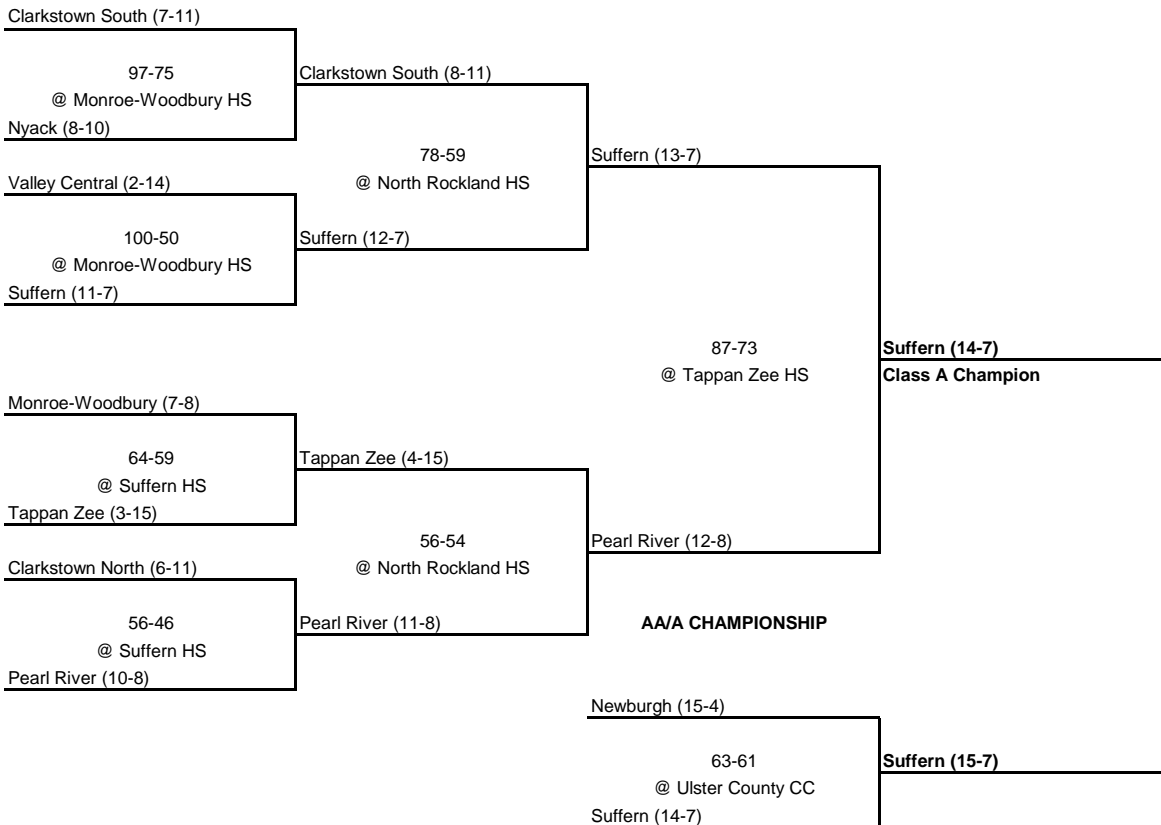 Clarkstown South (7-11)
97-75
@ Monroe-Woodbury HS
Nyack (8-10)
Clarkstown South (8-11)
Valley Central (2-14)
100-50
@ Monroe-Woodbury HS
Suffern (11-7)
Suffern (12-7)
78-59
@ North Rockland HS
Suffern (13-7)
Monroe-Woodbury (7-8)
64-59
@ Suffern HS
Tappan Zee (3-15)
Tappan Zee (4-15)
Clarkstown North (6-11)
56-46
@ Suffern HS
Pearl River (10-8)
Pearl River (11-8)
56-54
@ North Rockland HS
Pearl River (12-8)
87-73
@ Tappan Zee HS
Suffern (14-7)
Class A Champion
AA/A CHAMPIONSHIP
Newburgh (15-4)
63-61
@ Ulster County CC
Suffern (14-7)
Suffern (15-7)